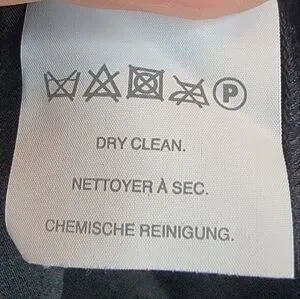 P
DRY CLEAN.
NETTOYER À SEC.
CHEMISCHE REINIGUNG.